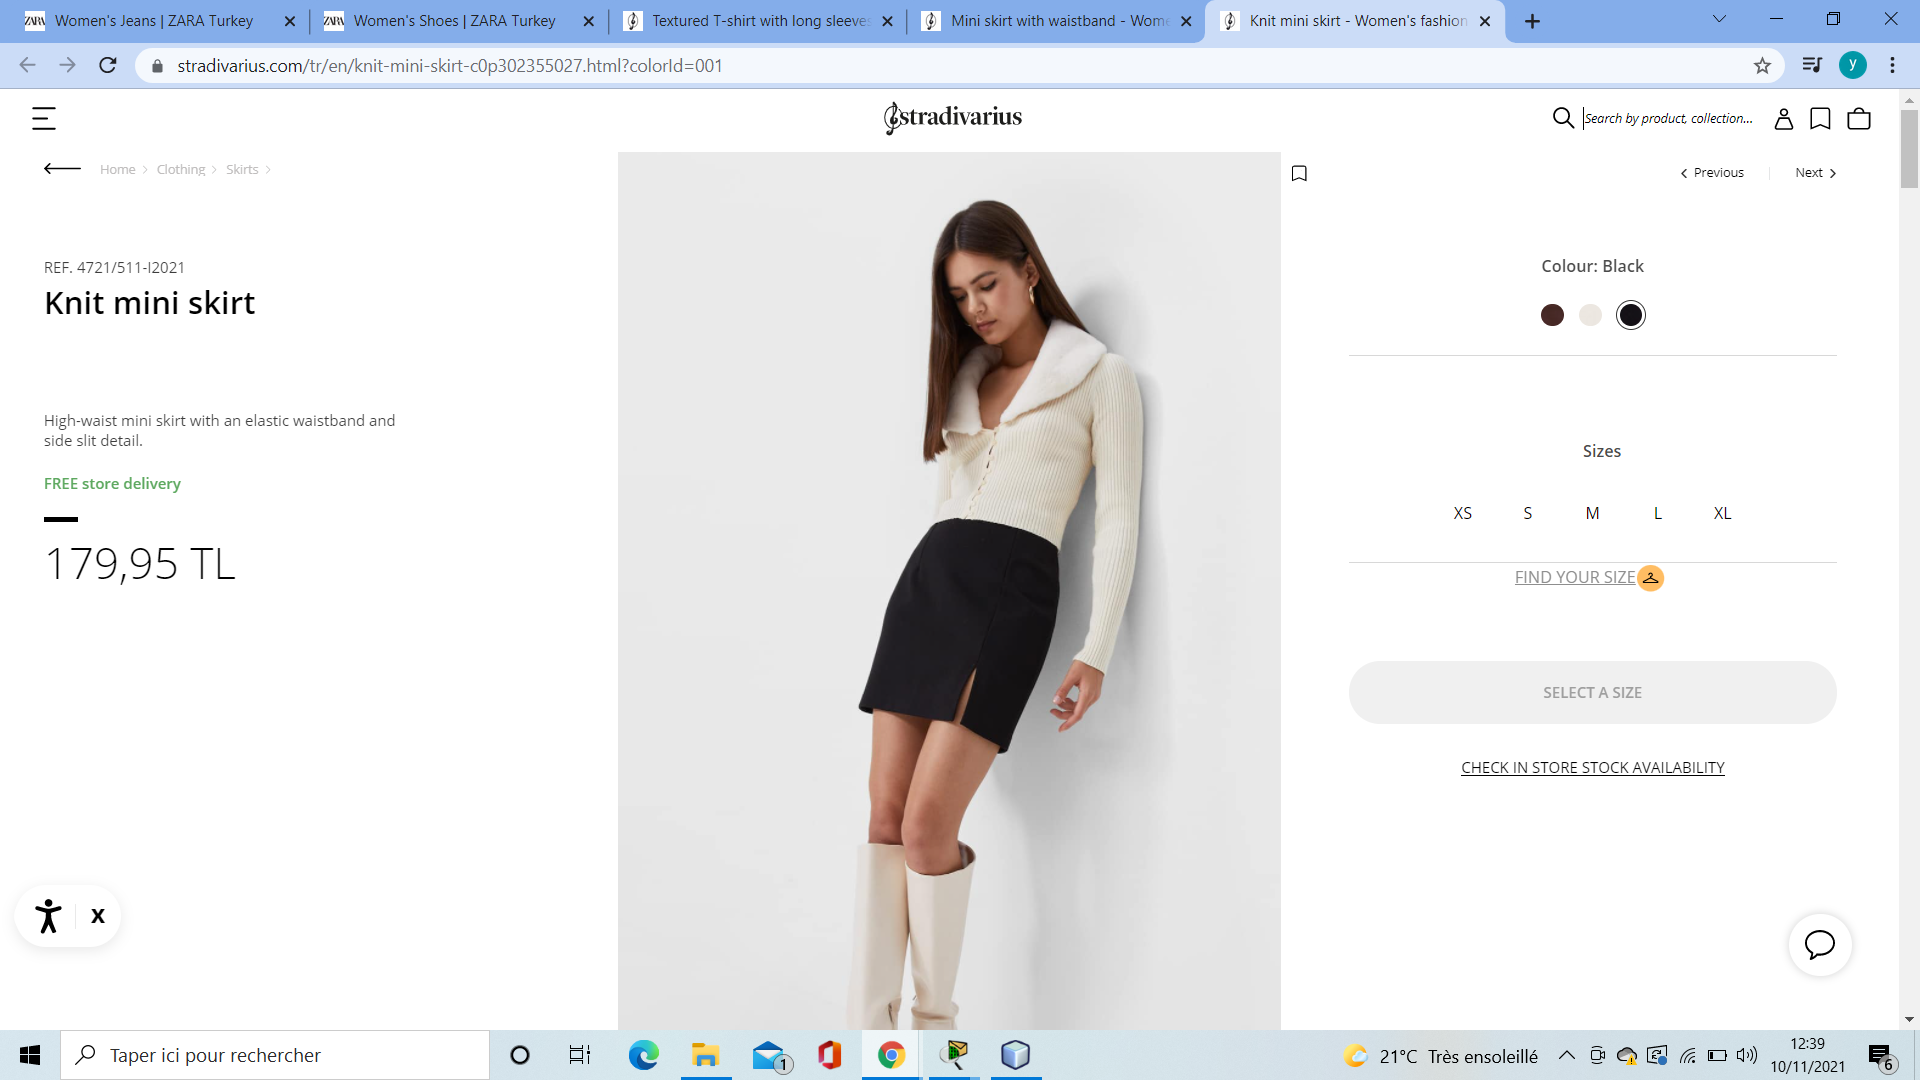 Women's Jeans | ZARA Turkey
Women's Shoes | ZARA Turkey
Textured T-shirt with long sleeves
Mini skirt with waistband - Wome
Knit mini skirt - Women's fashion
stradivarius.com/tr/en/knit-mini-skirt-c0p302355027.html?colorId=001
y
stradivarius
Search by product, collection...
Home
Clothing
Skirts
Previous
Next
REF. 4721/511-I2021
Knit mini skirt
High-waist mini skirt with an elastic waistband and
side slit detail.
FREE store delivery
179,95 TL
Colour: Black
Sizes
XS S M L XL
FIND YOUR SIZE
SELECT A SIZE
CHECK IN STORE STOCK AVAILABILITY
X
Taper ici pour rechercher
1
21°C Très ensoleillé
12:39
10/11/2021
6